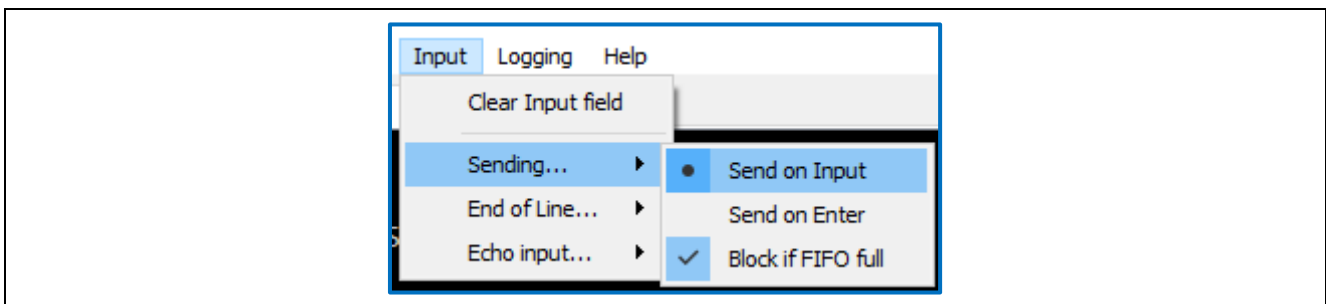 Input Logging Help
Clear Input field
Sending...
Send on Input
End of Line...
Send on Enter
Echo input...
Block if FIFO full